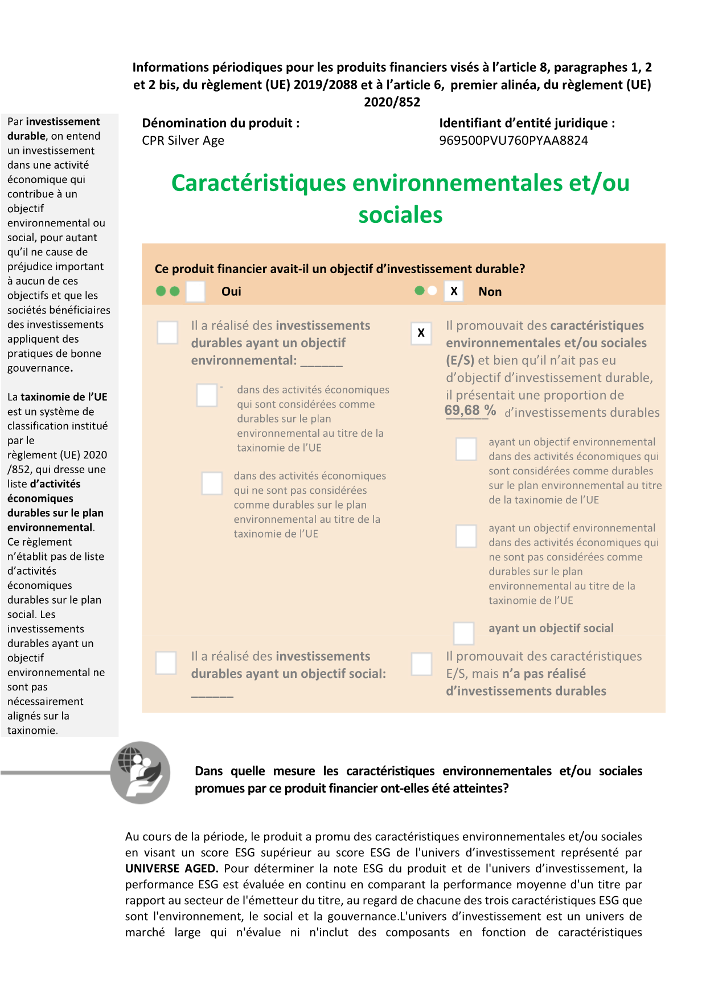 Informations périodiques pour les produits financiers visés à l’article 8, paragraphes 1, 2
et 2 bis, du règlement (UE) 2019/2088 et à l’article 6, premier alinéa, du règlement (UE)
2020/852
Par investissement
durable, on entend
un investissement
dans une activité
économique qui
contribue à un
objectif
environnemental ou
social, pour autant
qu’il ne cause de
préjudice important
à aucun de ces
objectifs et que les
sociétés bénéficiaires
des investissements
appliquent des
pratiques de bonne
gouvernance.
La taxinomie de l’UE
est un système de
classification institué
par le
règlement (UE) 2020
/852, qui dresse une
liste d’activités
économiques
durables sur le plan
environnemental.
Ce règlement
n’établit pas de liste
d’activités
économiques
durables sur le plan
social. Les
investissements
durables ayant un
objectif
environnemental ne
sont pas
nécessairement
alignés sur la
taxinomie.
Dénomination du produit :
CPR Silver Age
Identifiant d’entité juridique :
969500PVU760PYAA8824
Caractéristiques environnementales et/ou
sociales
Ce produit financier avait-il un objectif d’investissement durable?
Oui
X Non
Il a réalisé des investissements
durables ayant un objectif
environnemental: ______
dans des activités économiques
qui sont considérées comme
durables sur le plan
environnemental au titre de la
taxinomie de l’UE
dans des activités économiques
qui ne sont pas considérées
comme durables sur le plan
environnemental au titre de la
taxinomie de l’UE
Il a réalisé des investissements
durables ayant un objectif social:
______
X Il promouvait des caractéristiques
environnementales et/ou sociales
(E/S) et bien qu’il n’ait pas eu
d’objectif d’investissement durable,
il présentait une proportion de
69,68 % d’investissements durables
ayant un objectif environnemental
dans des activités économiques qui
sont considérées comme durables
sur le plan environnemental au titre
de la taxinomie de l’UE
ayant un objectif environnemental
dans des activités économiques qui
ne sont pas considérées comme
durables sur le plan
environnemental au titre de la
taxinomie de l’UE
ayant un objectif social
Il promouvait des caractéristiques
E/S, mais n’a pas réalisé
d’investissements durables
Dans quelle mesure les caractéristiques environnementales et/ou sociales
promues par ce produit financier ont-elles été atteintes?
Au cours de la période, le produit a promu des caractéristiques environnementales et/ou sociales
en visant un score ESG supérieur au score ESG de l'univers d’investissement représenté par
UNIVERSE AGED. Pour déterminer la note ESG du produit et de l'univers d’investissement, la
performance ESG est évaluée en continu en comparant la performance moyenne d'un titre par
rapport au secteur de l'émetteur du titre, au regard de chacune des trois caractéristiques ESG que
sont l'environnement, le social et la gouvernance.L'univers d’investissement est un univers de
marché large qui n'évalue ni n'inclut des composants en fonction de caractéristiques